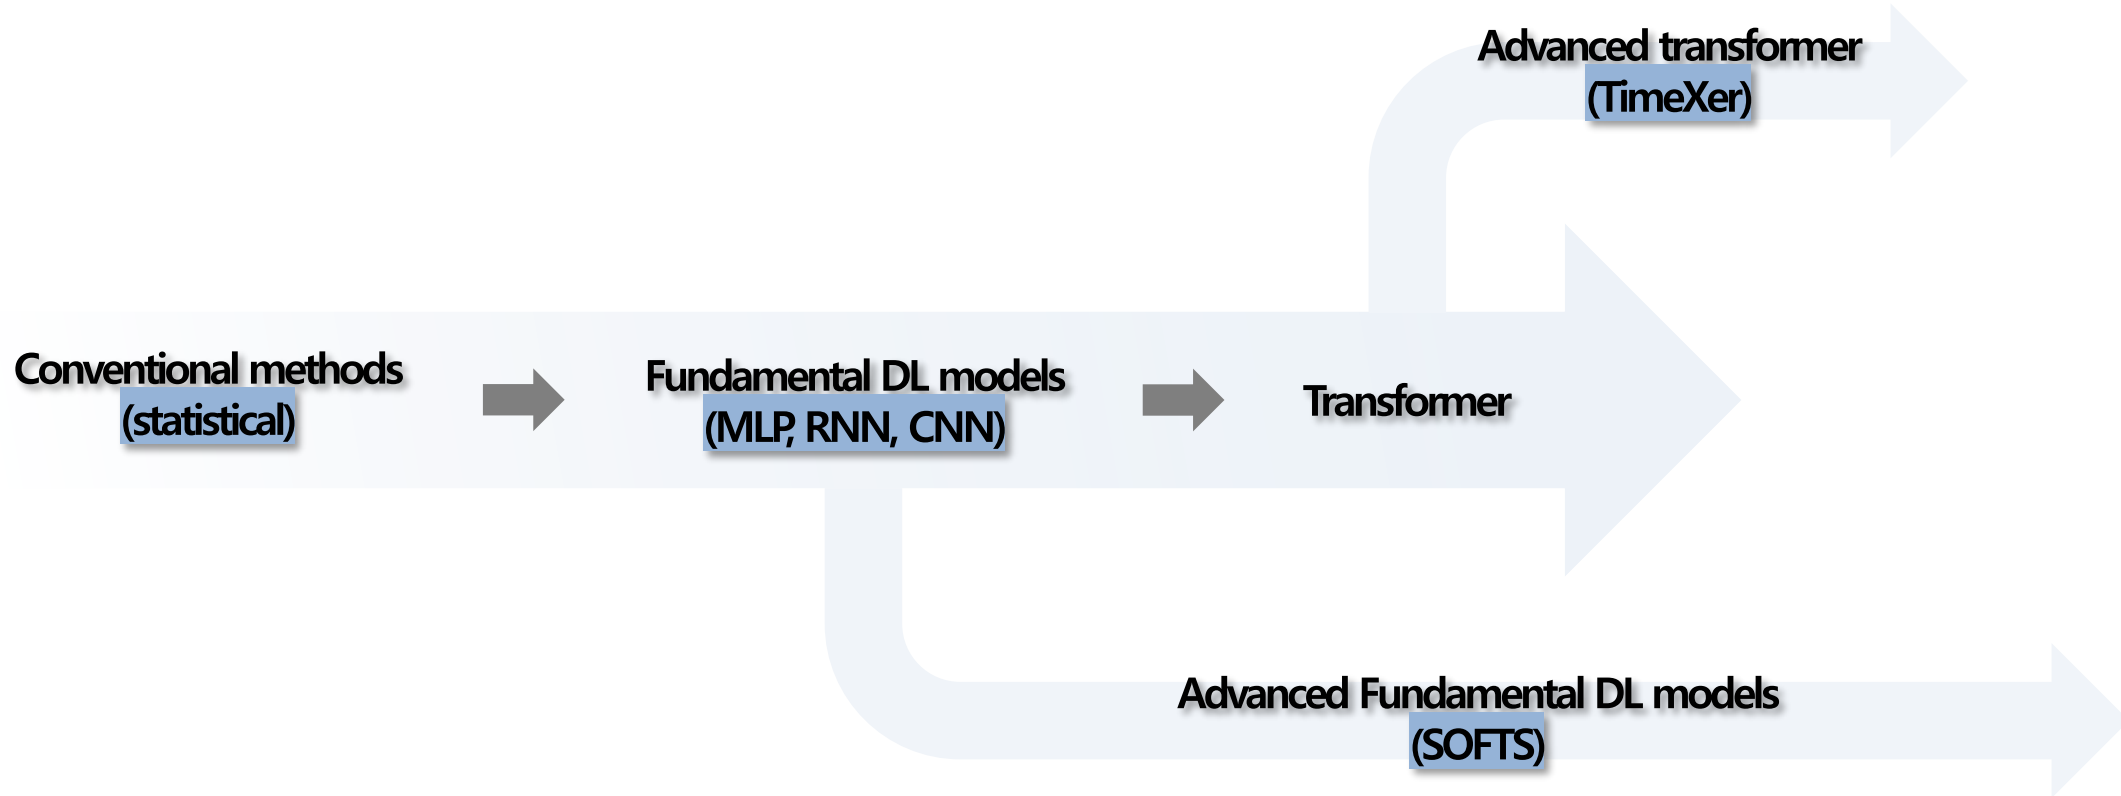 Advanced transformer
(TimeXer)
Conventional methods
(statistical)
Fundamental DL models
(MLP, RNN, CNN)
Transformer
Advanced Fundamental DL models
(SOFTS)